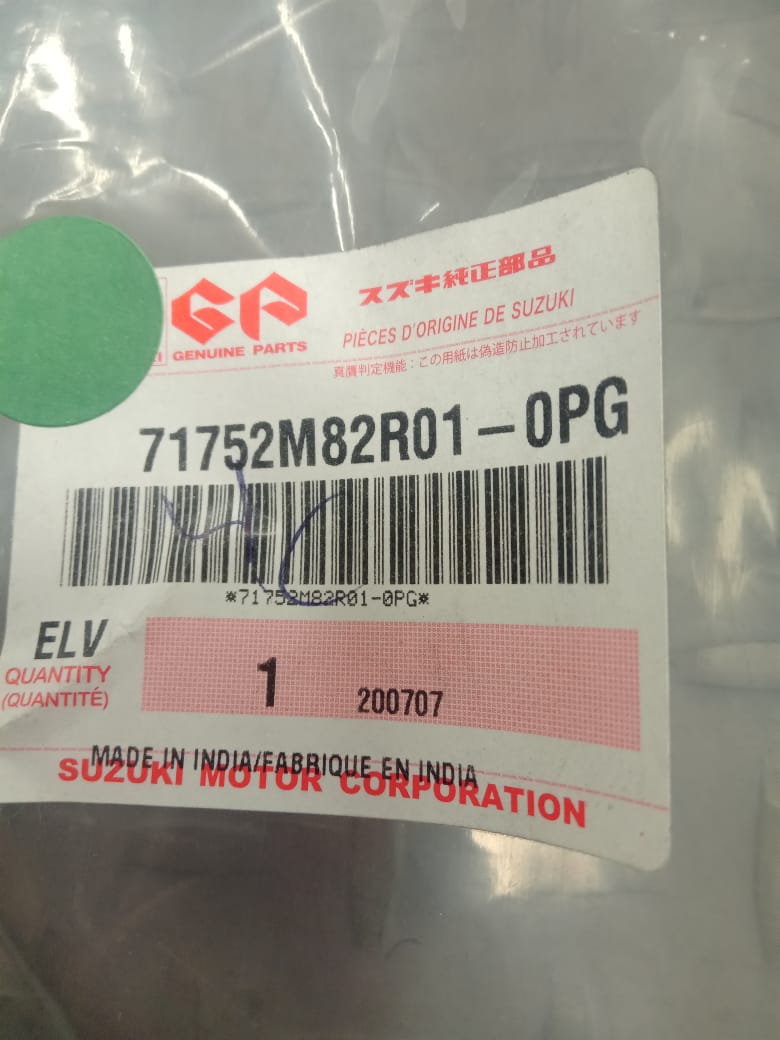 スズキ純正部品
GENUINE PARTS
PIÈCES D'ORIGINE DE SUZUKI
真贋判定機能：この用紙は偽造防止加工されています
71752M82R01-0PG
*71752M82R01-0PG*
ELV
QUANTITY
(QUANTITÉ)
1 200707
MADE IN INDIA/FABRIQUE EN INDIA
SUZUKI MOTOR CORPORATION